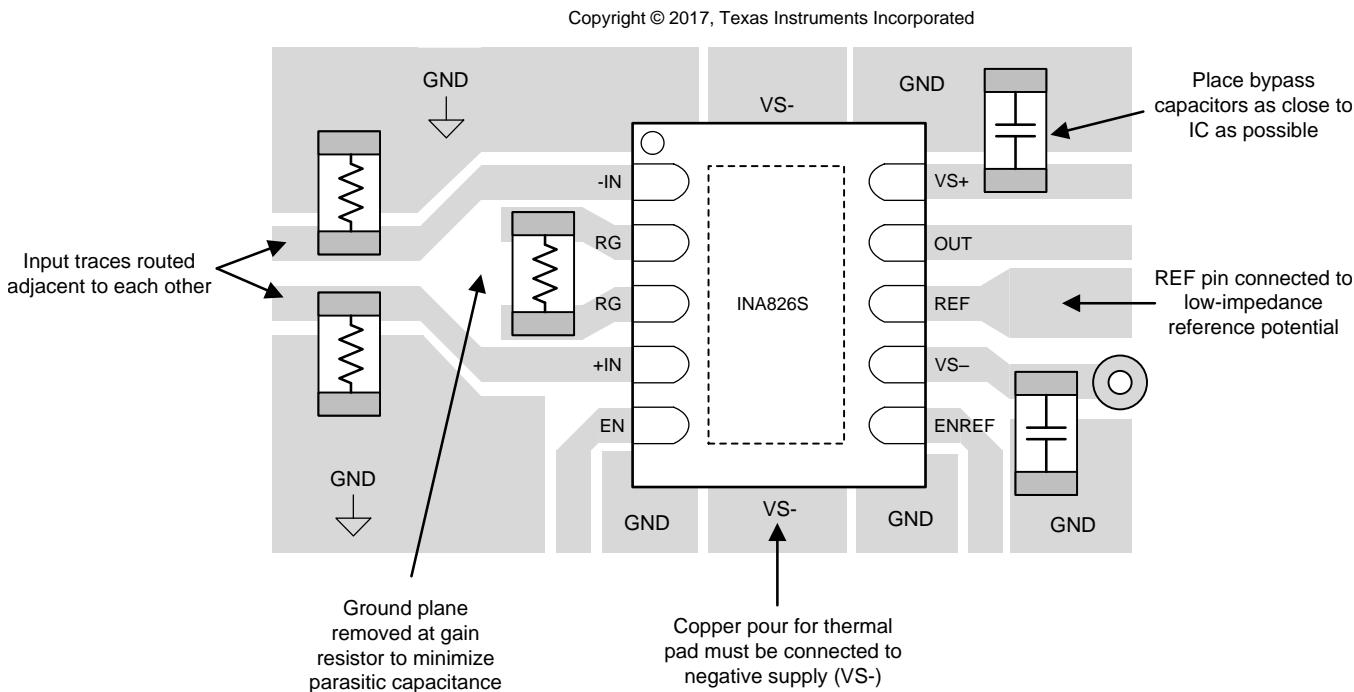 Copyright © 2017, Texas Instruments Incorporated
GND
VS-
GND
Place bypass
capacitors as close to
IC as possible
-IN
VS+
RG
OUT
Input traces routed
adjacent to each other
RG
INA826S
REF
REF pin connected to
low-impedance
reference potential
+IN
VS–
EN
ENREF
GND
GND
VS-
GND
GND
Ground plane
removed at gain
resistor to minimize
parasitic capacitance
Copper pour for thermal
pad must be connected to
negative supply (VS-)